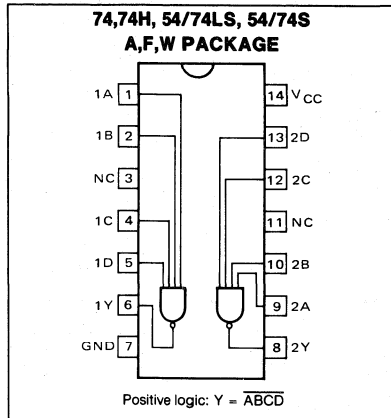 74,74H, 54/74LS, 54/74S
A,F,W PACKAGE
1A 1
1B 2
NC 3
1C 4
1D 5
1Y 6
GND 7
14 VCC
13 2D
12 2C
11 NC
10 2B
9 2A
8 2Y
Positive logic: Y = \overline{ABCD}